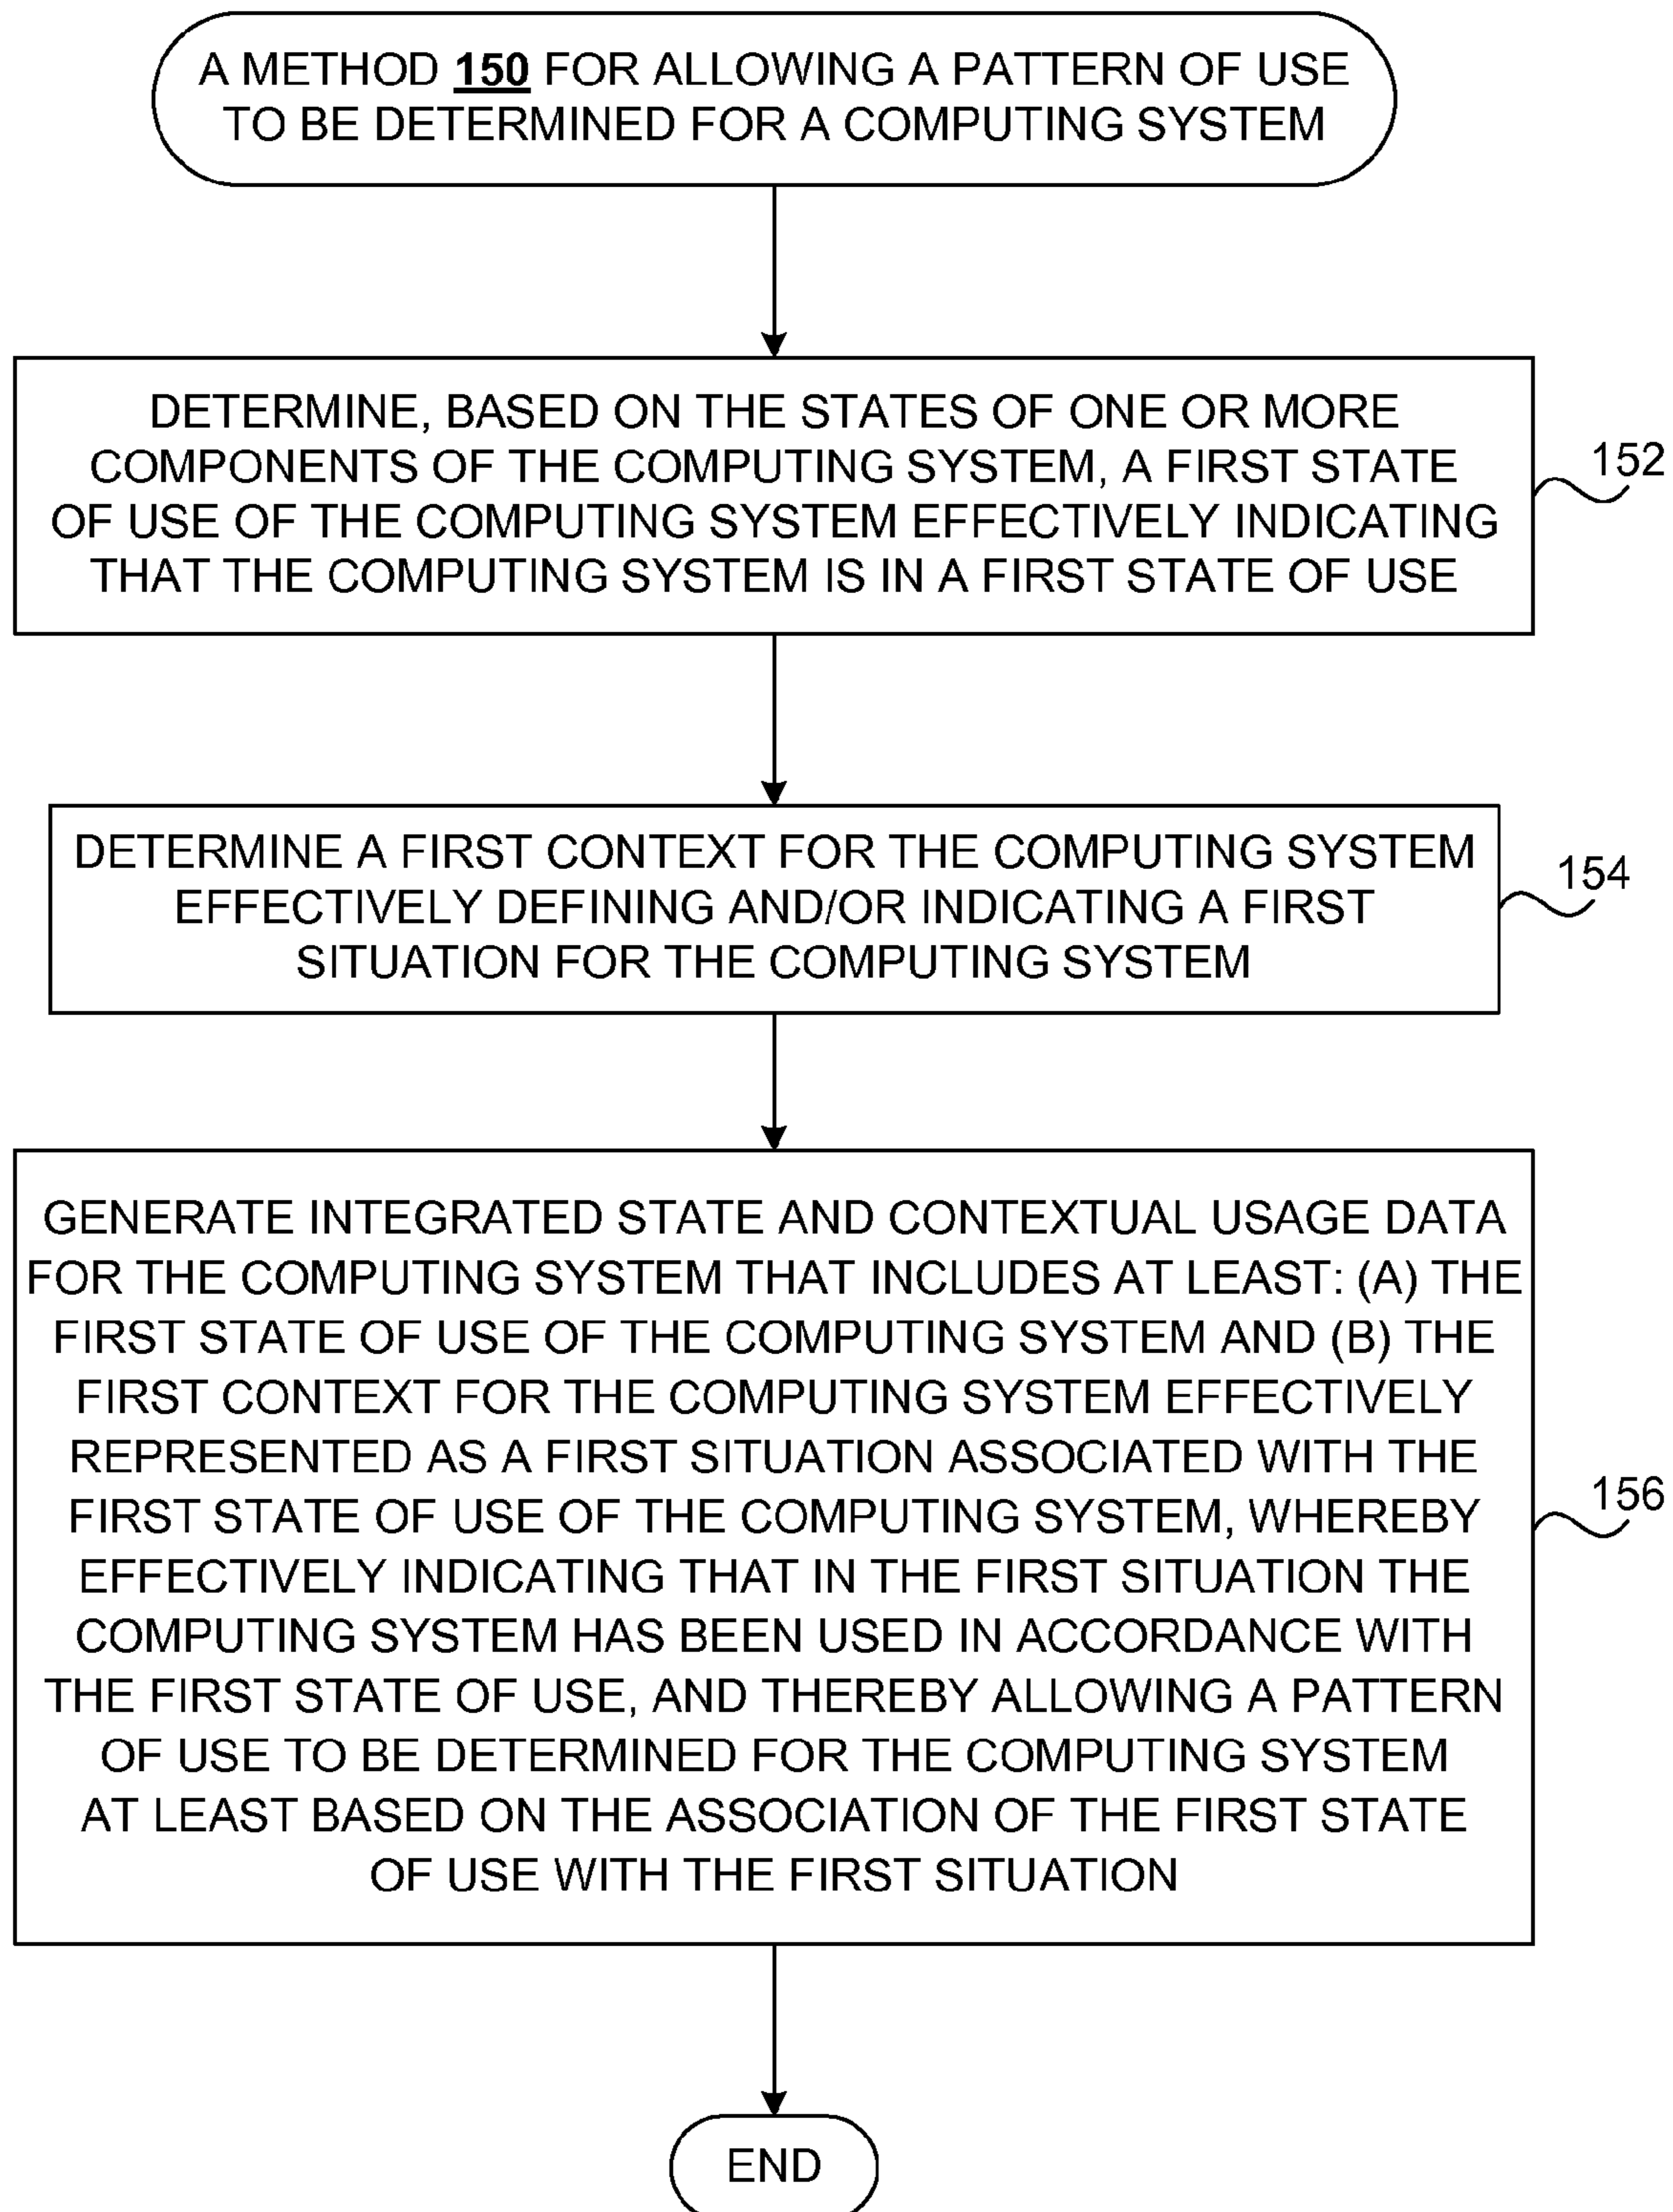 A METHOD 150 FOR ALLOWING A PATTERN OF USE
TO BE DETERMINED FOR A COMPUTING SYSTEM
DETERMINE, BASED ON THE STATES OF ONE OR MORE
COMPONENTS OF THE COMPUTING SYSTEM, A FIRST STATE
OF USE OF THE COMPUTING SYSTEM EFFECTIVELY INDICATING
THAT THE COMPUTING SYSTEM IS IN A FIRST STATE OF USE
152
DETERMINE A FIRST CONTEXT FOR THE COMPUTING SYSTEM
EFFECTIVELY DEFINING AND/OR INDICATING A FIRST
SITUATION FOR THE COMPUTING SYSTEM
154
GENERATE INTEGRATED STATE AND CONTEXTUAL USAGE DATA
FOR THE COMPUTING SYSTEM THAT INCLUDES AT LEAST: (A) THE
FIRST STATE OF USE OF THE COMPUTING SYSTEM AND (B) THE
FIRST CONTEXT FOR THE COMPUTING SYSTEM EFFECTIVELY
REPRESENTED AS A FIRST SITUATION ASSOCIATED WITH THE
FIRST STATE OF USE OF THE COMPUTING SYSTEM, WHEREBY
EFFECTIVELY INDICATING THAT IN THE FIRST SITUATION THE
COMPUTING SYSTEM HAS BEEN USED IN ACCORDANCE WITH
THE FIRST STATE OF USE, AND THEREBY ALLOWING A PATTERN
OF USE TO BE DETERMINED FOR THE COMPUTING SYSTEM
AT LEAST BASED ON THE ASSOCIATION OF THE FIRST STATE
OF USE WITH THE FIRST SITUATION
156
END